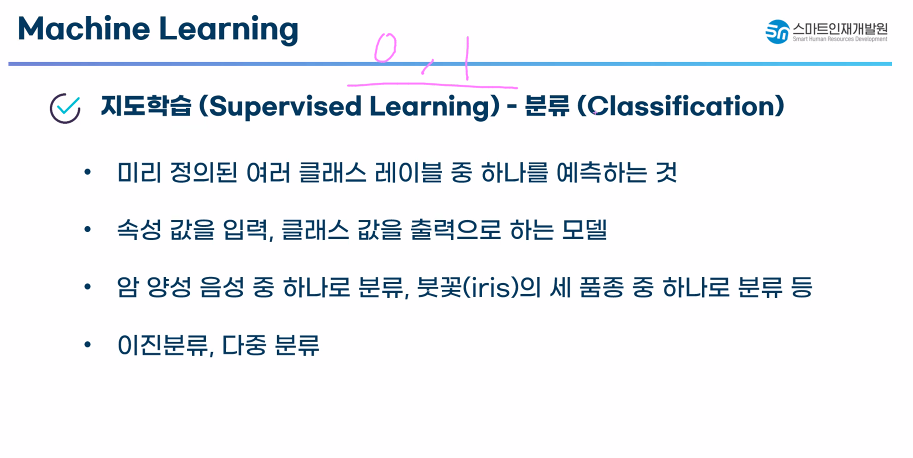 Machine Learning
스마트인재개발원
Smart Human Resources Development
0, 1
지도학습 (Supervised Learning) - 분류 (Classification)
• 미리 정의된 여러 클래스 레이블 중 하나를 예측하는 것
• 속성 값을 입력, 클래스 값을 출력으로 하는 모델
• 암 양성 음성 중 하나로 분류, 붓꽃(iris)의 세 품종 중 하나로 분류 등
• 이진분류, 다중 분류